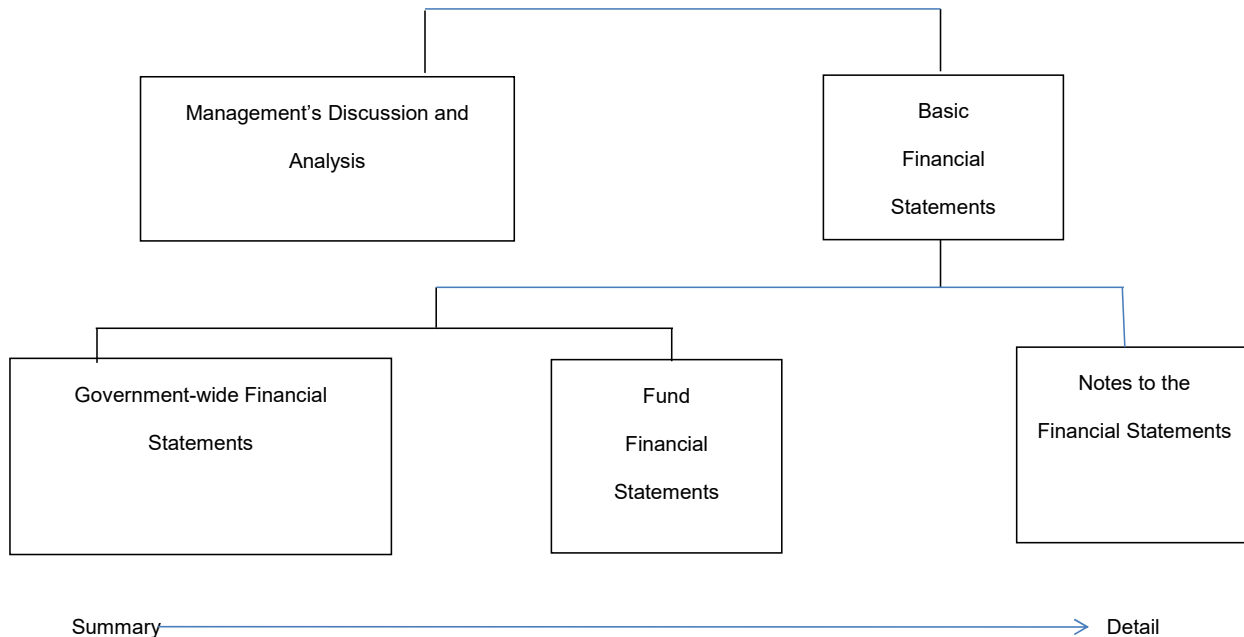 Management’s Discussion and
Analysis
Basic
Financial
Statements
Government-wide Financial
Statements
Fund
Financial
Statements
Notes to the
Financial Statements
Summary
Detail